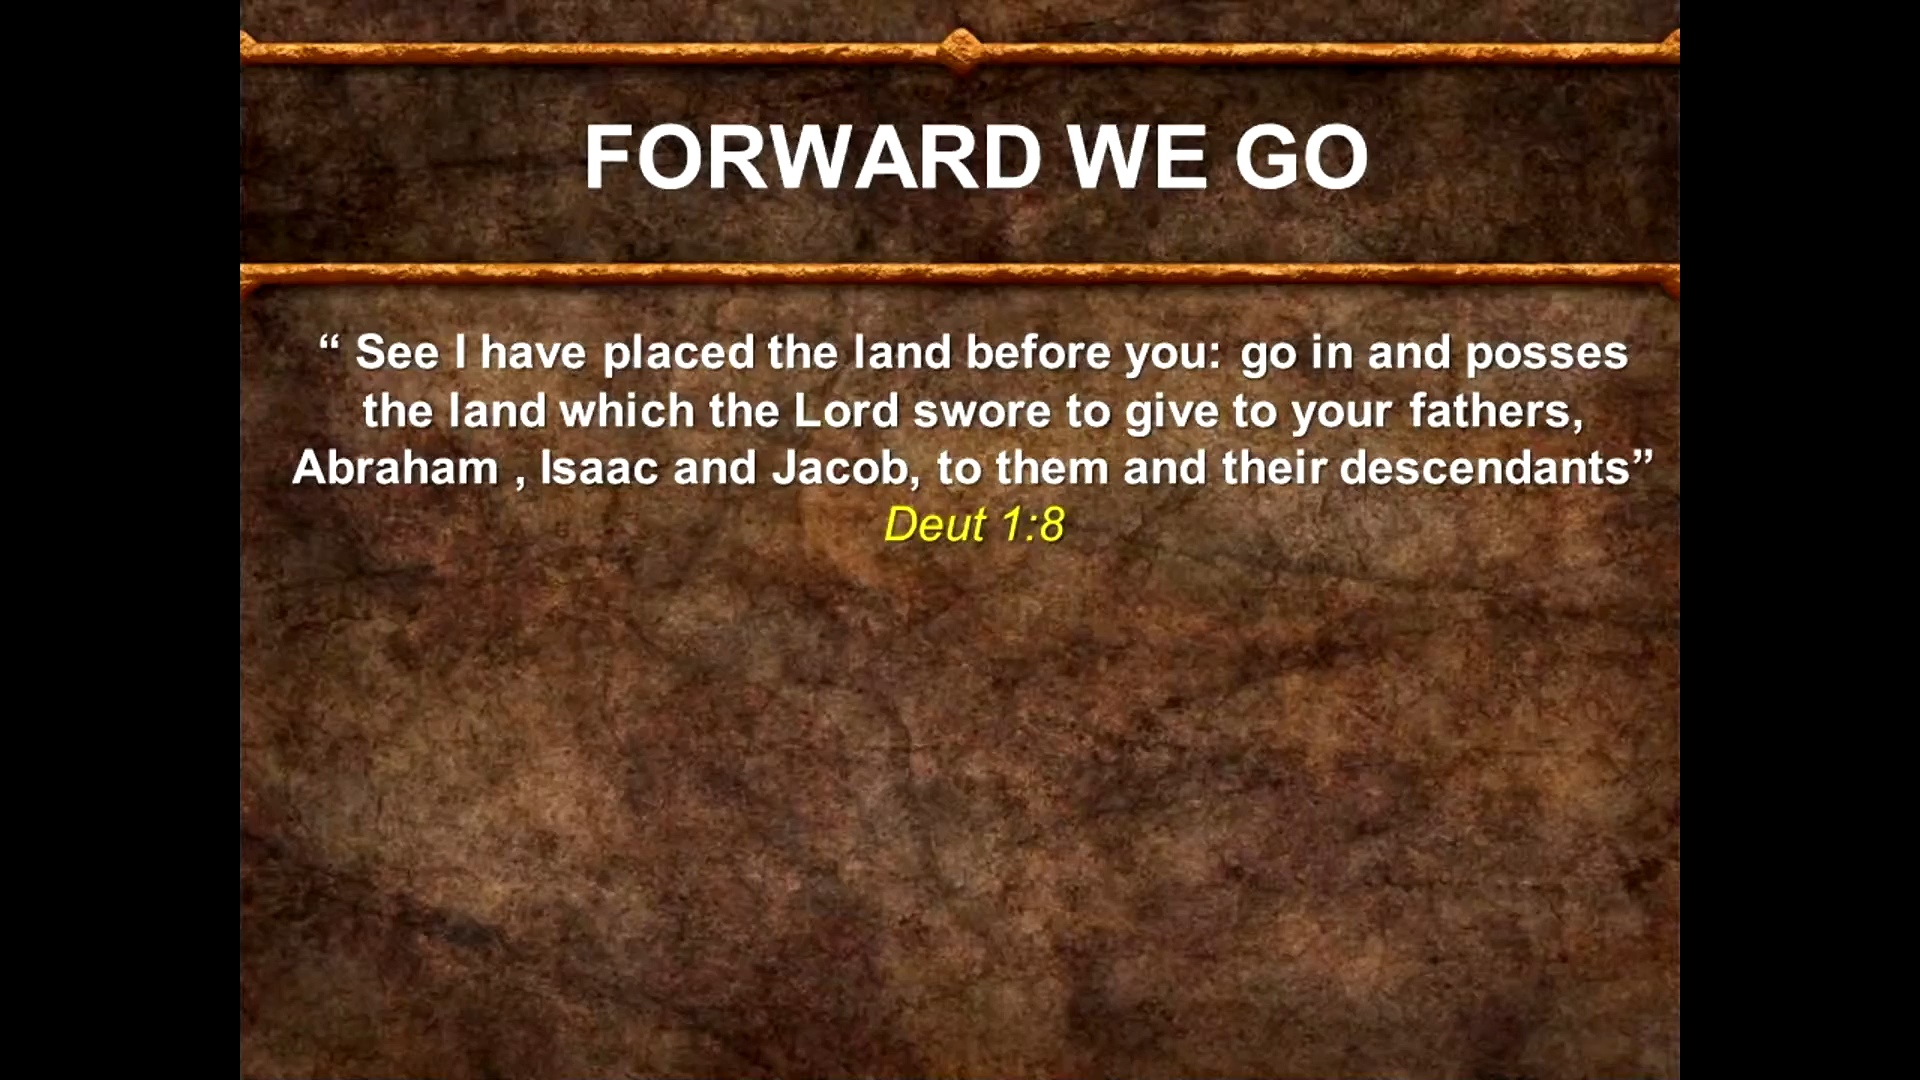 FORWARD WE GO
“ See I have placed the land before you: go in and posses
the land which the Lord swore to give to your fathers,
Abraham , Isaac and Jacob, to them and their descendants”
Deut 1:8